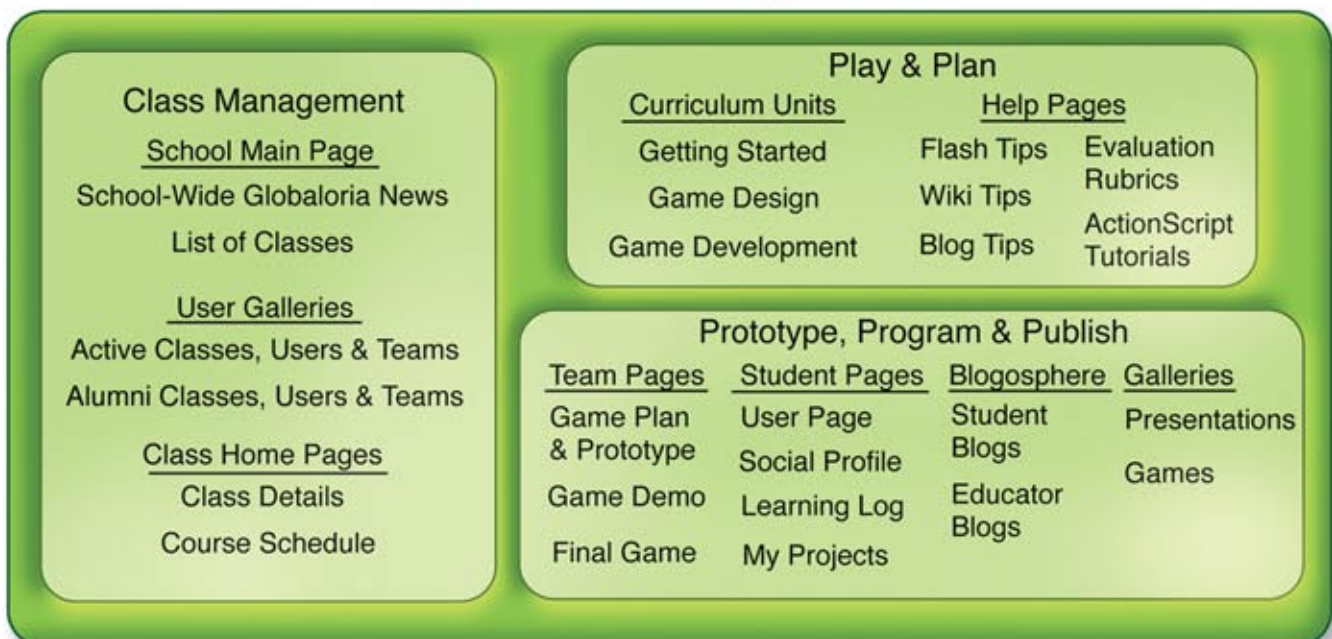 Class Management
School Main Page
School-Wide Globaloria News
List of Classes
User Galleries
Active Classes, Users & Teams
Alumni Classes, Users & Teams
Class Home Pages
Class Details
Course Schedule
Play & Plan
Curriculum Units
Getting Started
Game Design
Game Development
Help Pages
Flash Tips
Wiki Tips
Blog Tips
Evaluation
Rubrics
ActionScript
Tutorials
Prototype, Program & Publish
Team Pages
Game Plan
& Prototype
Game Demo
Final Game
Student Pages
User Page
Social Profile
Learning Log
My Projects
Blogosphere
Student
Blogs
Educator
Blogs
Galleries
Presentations
Games